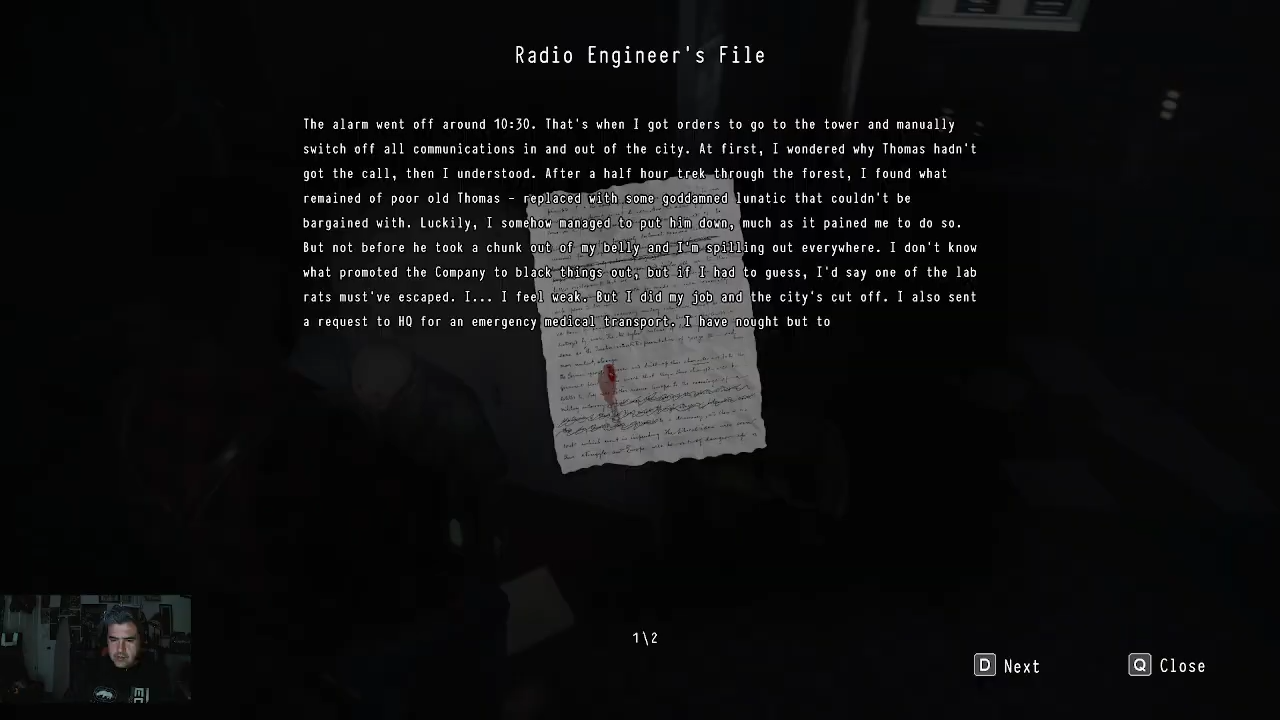 Radio Engineer's File
The alarm went off around 10:30. That's when I got orders to go to the tower and manually
switch off all communications in and out of the city. At first, I wondered why Thomas hadn't
got the call, then I understood. After a half hour trek through the forest, I found what
remained of poor old Thomas - replaced with some goddamned lunatic that couldn't be
bargained with. Luckily, I somehow managed to put him down, much as it pained me to do so.
But not before he took a chunk out of my belly and I'm spilling out everywhere. I don't know
what promoted the Company to black things out, but if I had to guess, I'd say one of the lab
rats must've escaped. I... I feel weak. But I did my job and the city's cut off. I also sent
a request to HQ for an emergency medical transport. I have nought but to
1\2
D Next
Q Close